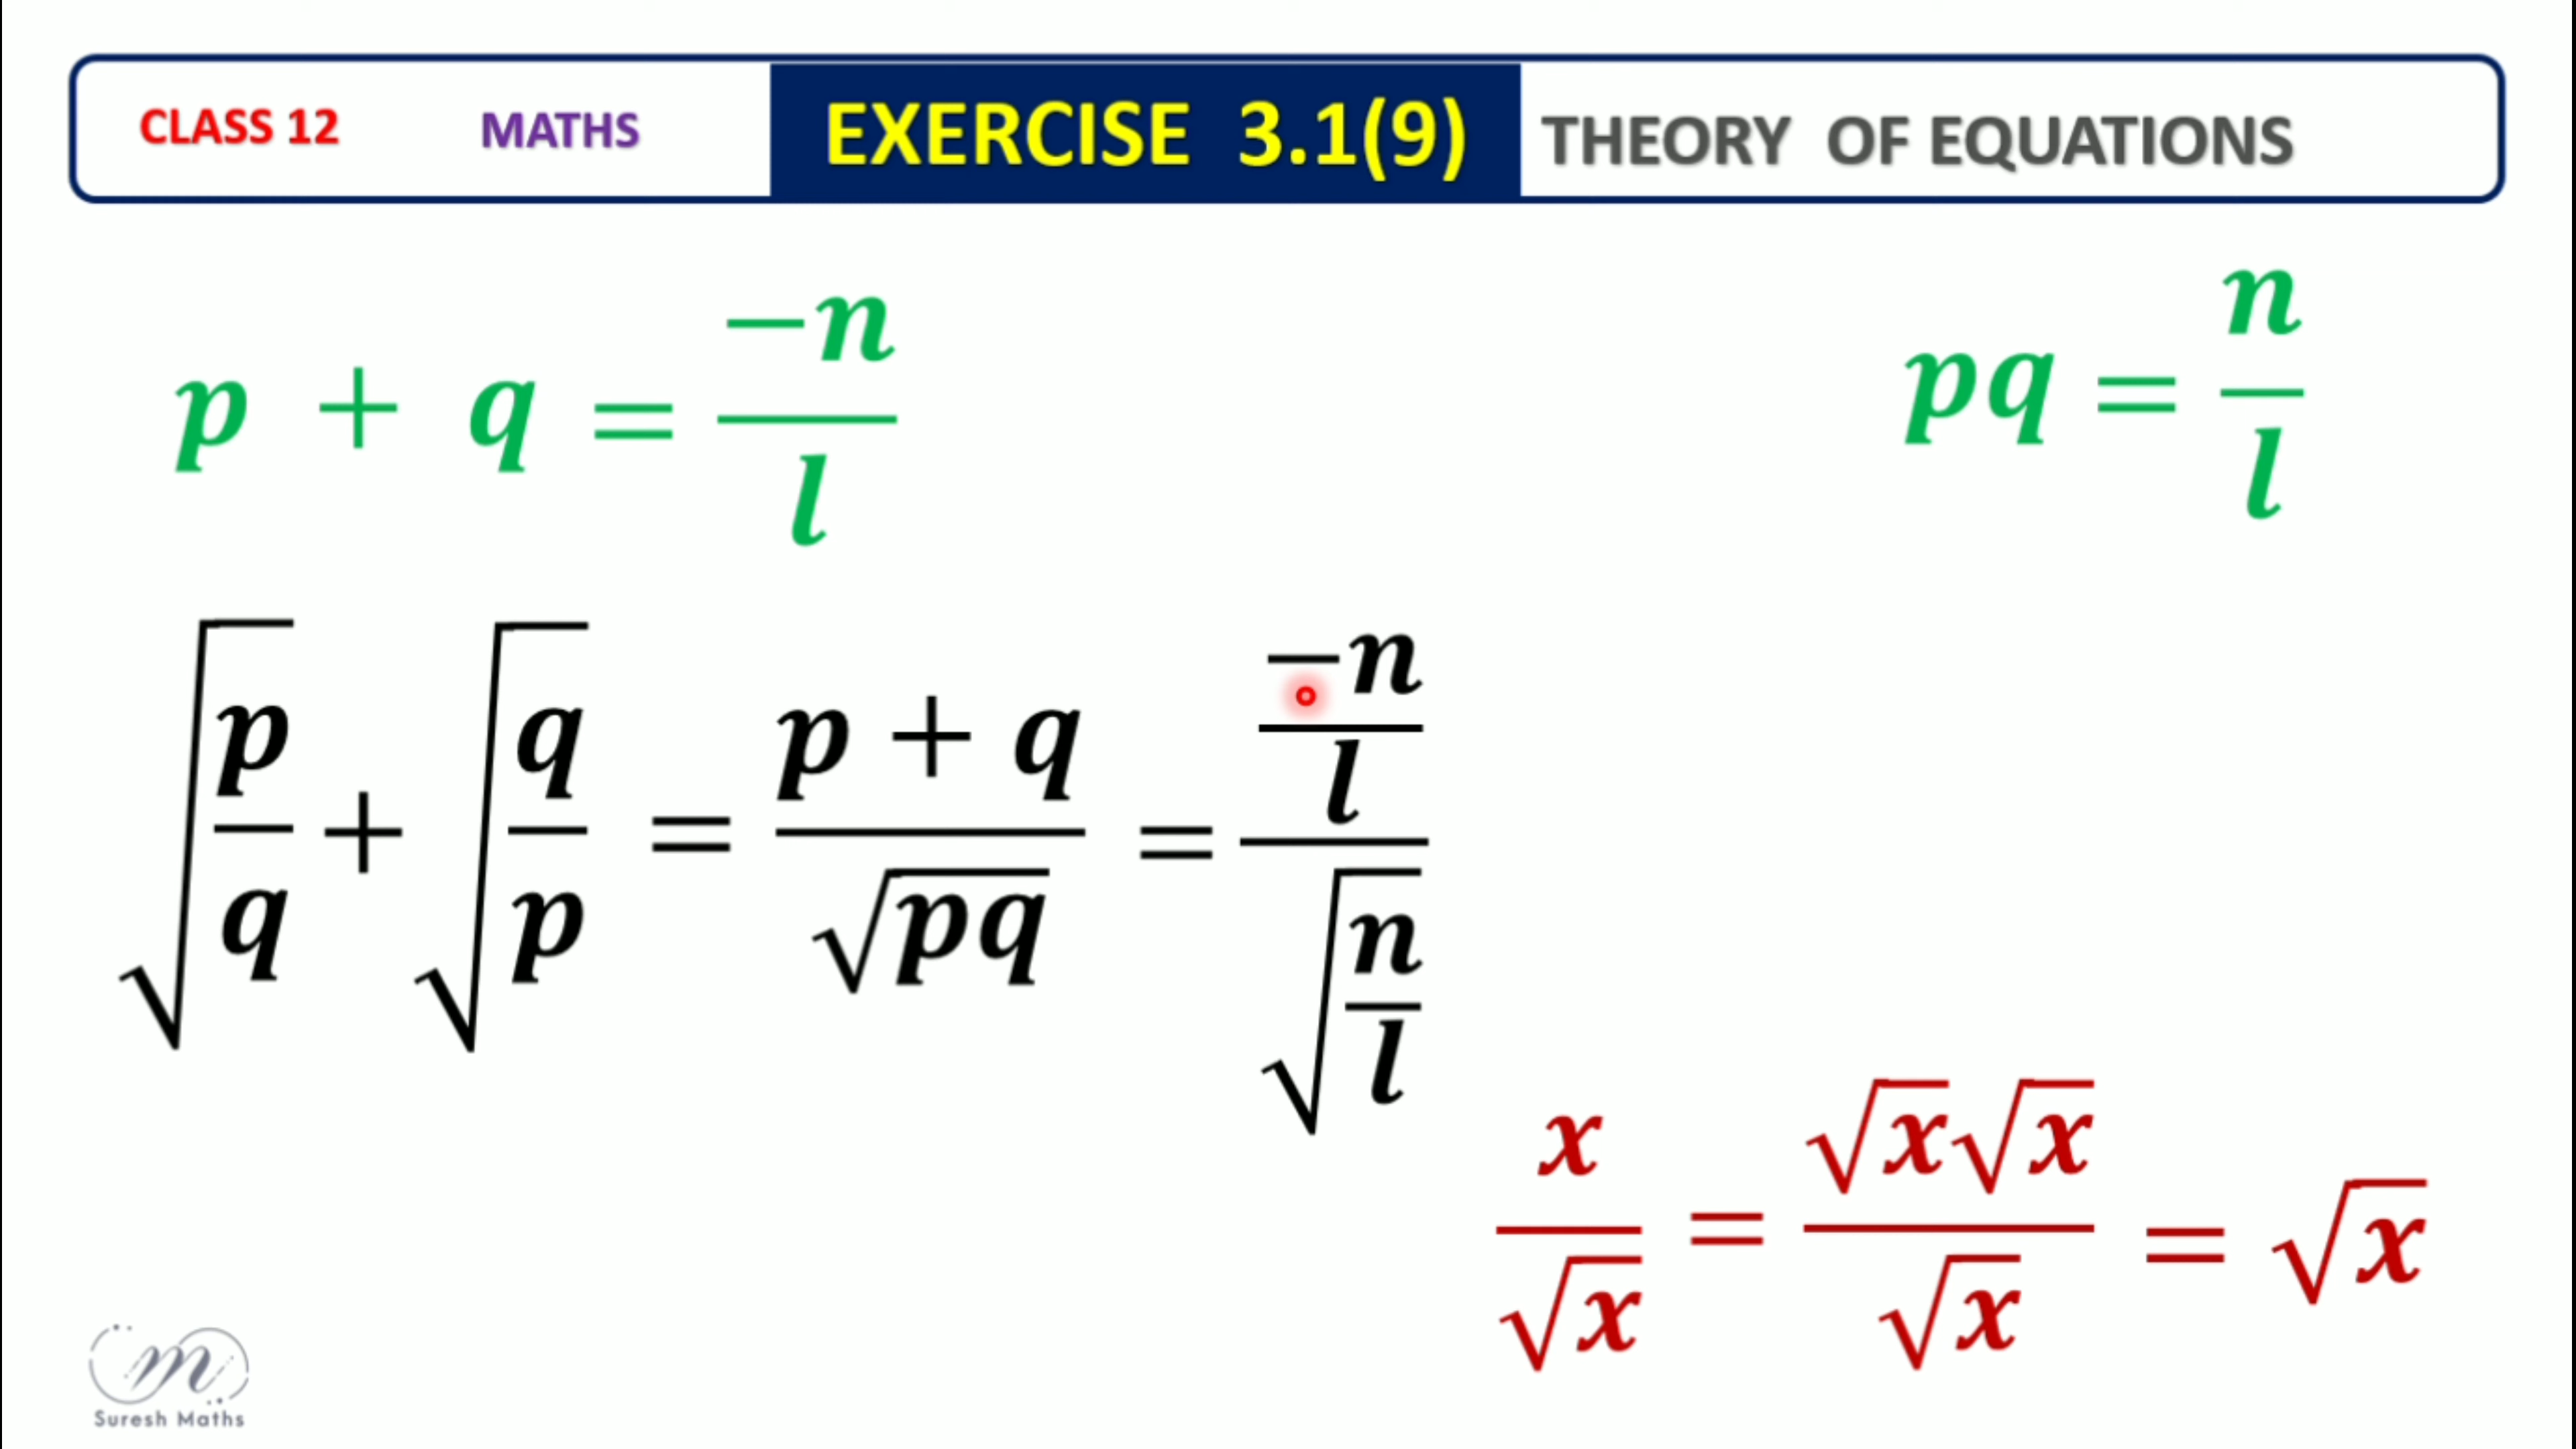 CLASS 12 MATHS EXERCISE 3.1(9) THEORY OF EQUATIONS
p + q = −n/l pq = n/l
√(p/q) + √(q/p) = (p + q)/√(pq) = (−n/l)/√(n/l)
x/√x = √x√x/√x = √x
m
Suresh Maths